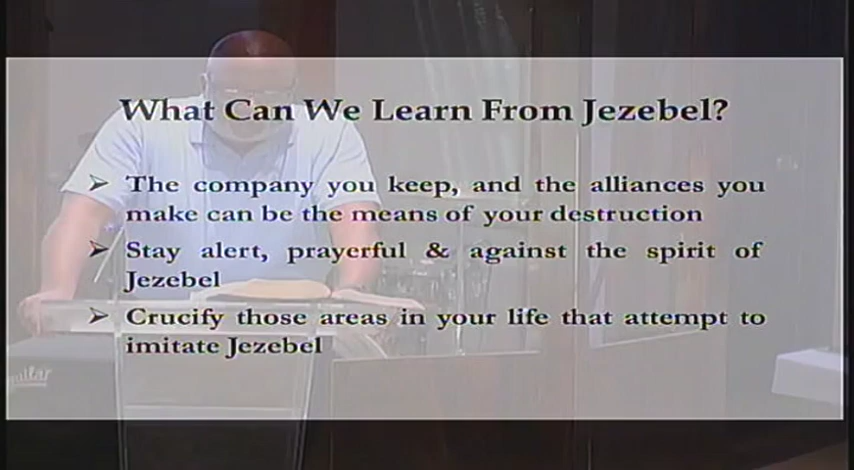 What Can We Learn From Jezebel?
➢ The company you keep, and the alliances you
make can be the means of your destruction
➢ Stay alert, prayerful & against the spirit of
Jezebel
➢ Crucify those areas in your life that attempt to
imitate Jezebel